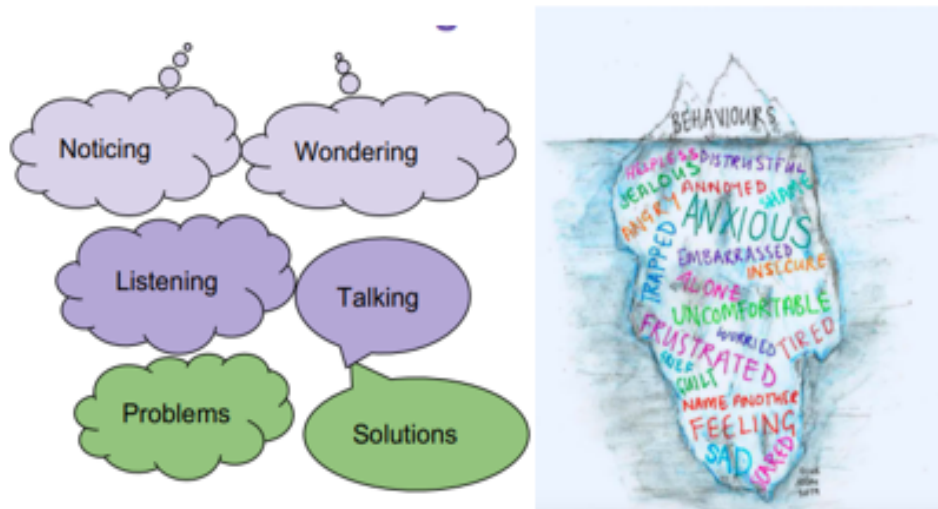 Noticing
Wondering
Listening
Talking
Problems
Solutions
BEHAVIOURS
HELPLESS DISTRUSTFUL
JEALOUS
ANNOYED
SHAME
ANGRY
ANXIOUS
TRAPPED
EMBARRASSED
INSECURE
ALONE
UNCOMFORTABLE
FRUSTRATED
WORRIED
TIRED
GRIEF
GUILT
NAME ANOTHER
FEELING
SAD
SCARED